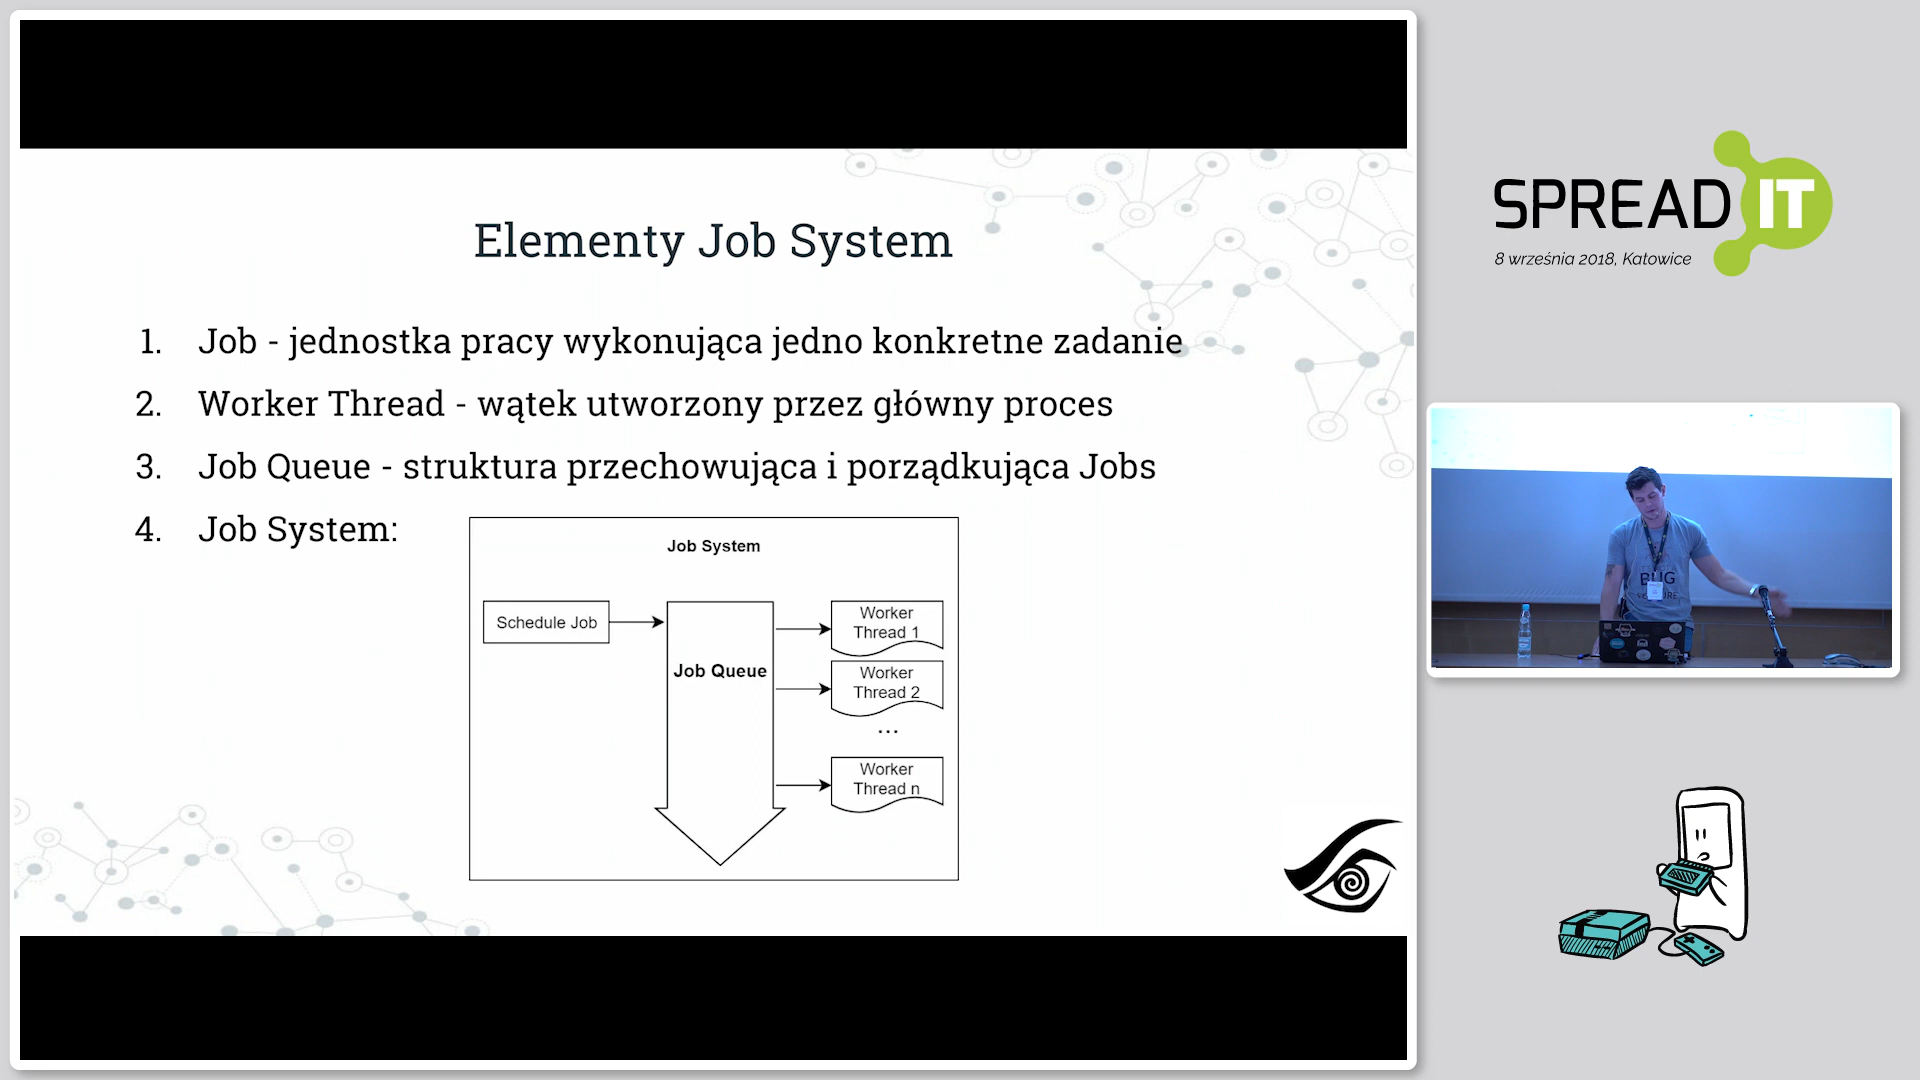 Elementy Job System
1. Job - jednostka pracy wykonująca jedno konkretne zadanie
2. Worker Thread - wątek utworzony przez główny proces
3. Job Queue - struktura przechowująca i porządkująca Jobs
4. Job System:
Job System
Schedule Job
Job Queue
Worker
Thread 1
Worker
Thread 2
...
Worker
Thread n
SPREAD IT
8 września 2018, Katowice
BUG